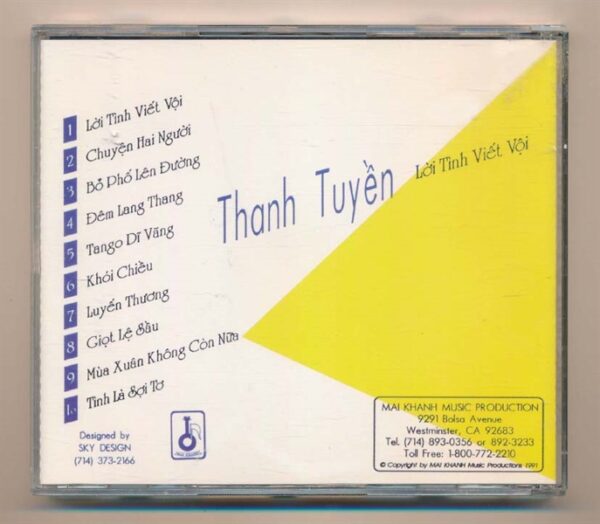 1 Lời Tình Viết Vội
2 Chuyện Hai Người
3 Bỏ Phố Lên Đường
4 Đêm Lang Thang
5 Tango Dĩ Vãng
6 Khói Chiều
7 Luyến Thương
8 Giọt Lệ Sầu
9 Mùa Xuân Không Còn Nữa
10 Tình Là Sợi Tơ
Thanh Tuyền
Lời Tình Viết Vội
Designed by
SKY DESIGN
(714) 373-2166
MAI KHANH
MAI KHANH MUSIC PRODUCTION
9291 Bolsa Avenue
Westminster, CA 92683
Tel. (714) 893-0356 or 892-3233
Toll Free: 1-800-772-2210
© Copyright by MAI KHANH Music Productions 1991